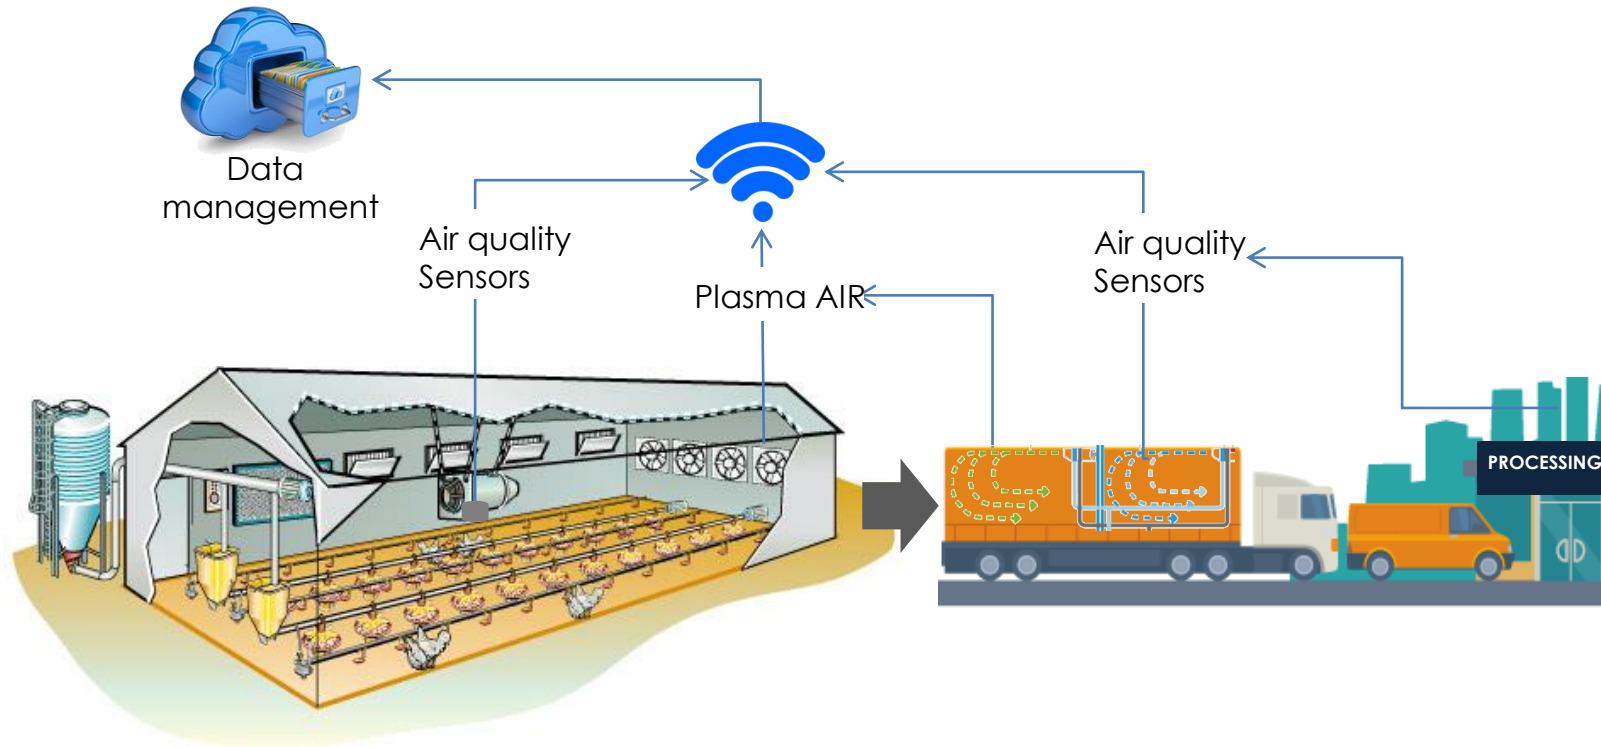 Data
management
Air quality
Sensors
Plasma AIR
Air quality
Sensors
PROCESSING